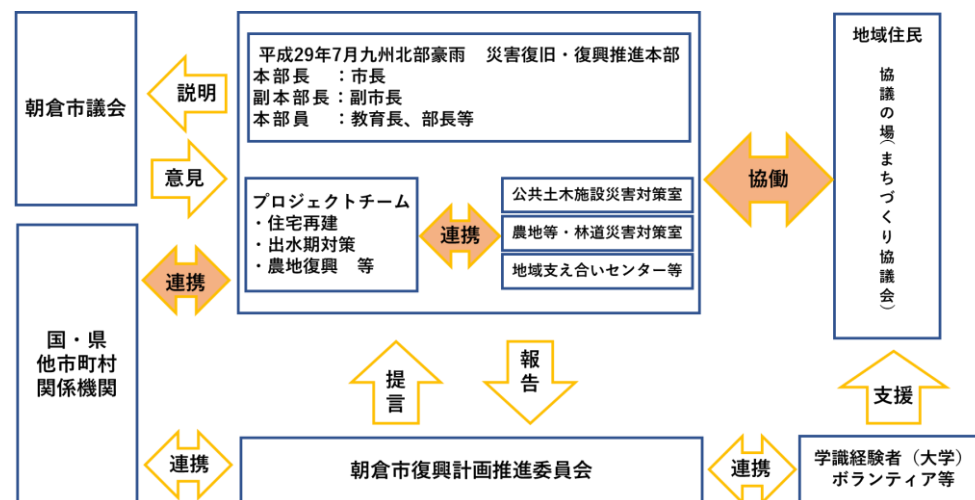 朝倉市議会
説明
意見
平成29年7月九州北部豪雨　災害復旧・復興推進本部
本部長　：市長
副本部長：副市長
本部員　：教育長、部長等
プロジェクトチーム
・住宅再建
・出水期対策
・農地復興　等
連携
公共土木施設災害対策室
農地等・林道災害対策室
地域支え合いセンター等
協働
地域住民
協議の場（まちづくり協議会）
国・県
他市町村
関係機関
連携
提言
報告
支援
連携
朝倉市復興計画推進委員会
連携
学識経験者（大学）
ボランティア等